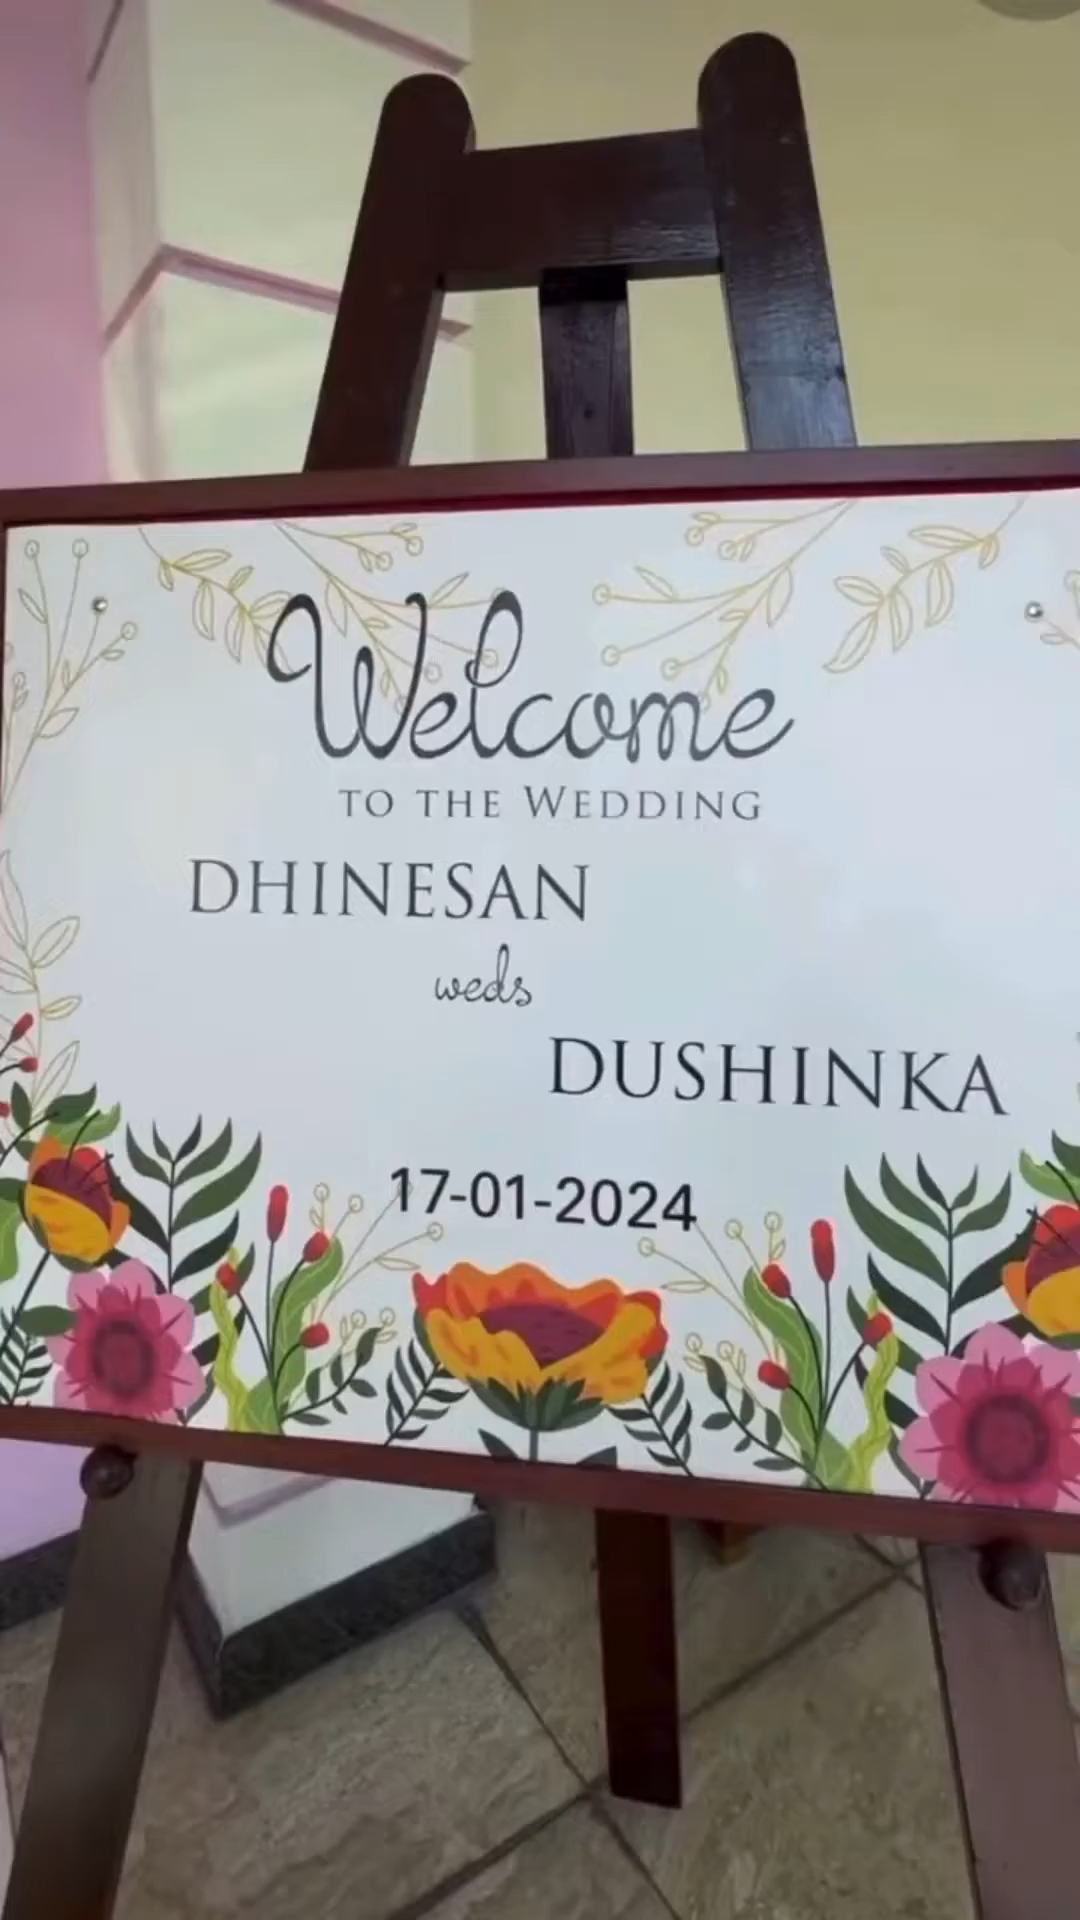 Welcome
TO THE WEDDING
DHINESAN
weds
DUSHINKA
17-01-2024